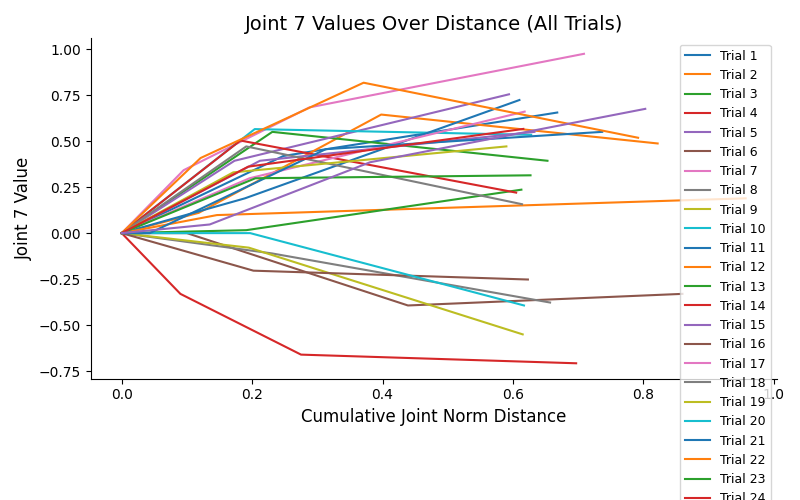 Joint 7 Values Over Distance (All Trials)
Joint 7 Value
1.00
0.75
0.50
0.25
0.00
−0.25
−0.50
−0.75
0.0 0.2 0.4 0.6 0.8 1.0
Cumulative Joint Norm Distance
Trial 1
Trial 2
Trial 3
Trial 4
Trial 5
Trial 6
Trial 7
Trial 8
Trial 9
Trial 10
Trial 11
Trial 12
Trial 13
Trial 14
Trial 15
Trial 16
Trial 17
Trial 18
Trial 19
Trial 20
Trial 21
Trial 22
Trial 23
Trial 24